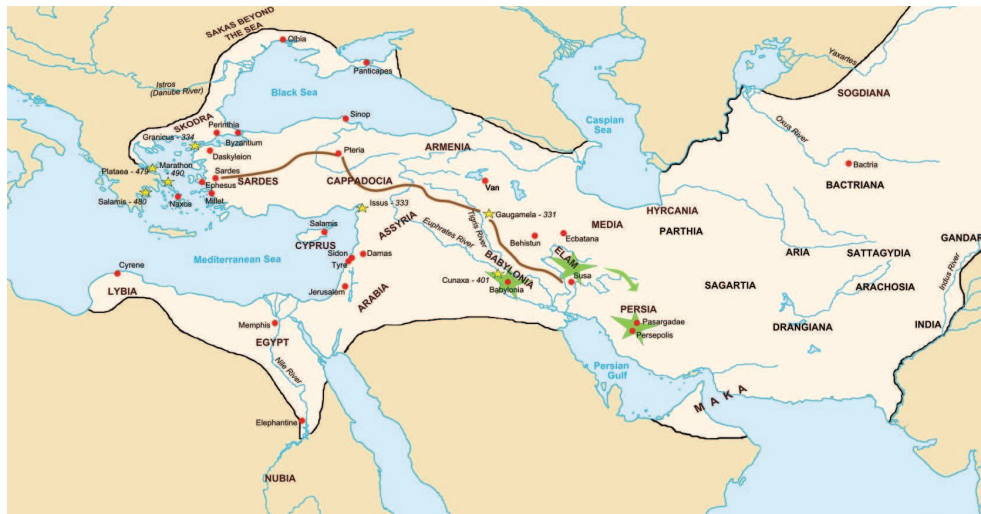 SAKAS BEYOND
THE SEA
Olbia
Panticapes
Istros
(Danube River)
Black Sea
Caspian
Sea
Yaxartes
SOGDIANA
Oxus River
Bactria
BACTRIANA
SKODRA
Perinthia
Byzantium
Sinop
Granicus - 334
Daskyleion
Pteria
ARMENIA
Marathon
- 490
Plataea - 479
Sardes
SARDES
Ephesus
Millet
Salamis - 480
Naxos
CAPPADOCIA
Van
Issus - 333
Gaugamela - 331
ASSYRIA
Tigris River
Euphrates River
MEDIA
Ecbatana
Behistun
HYRCANIA
PARTHIA
ARIA
SATTAGYDIA
GANDAR
Salamis
CYPRUS
Mediterranean Sea
Sidon
Tyre
Damas
Jerusalem
ARABIA
BABYLONIA
Cunaxa - 401
Babylonia
ELAM
Susa
SAGARTIA
ARACHOSIA
Indus River
Cyrene
LYBIA
Memphis
EGYPT
Nile River
PERSIA
Pasargadae
Persepolis
DRANGIANA
INDIA
Persian
Gulf
MAKA
Elephantine
NUBIA